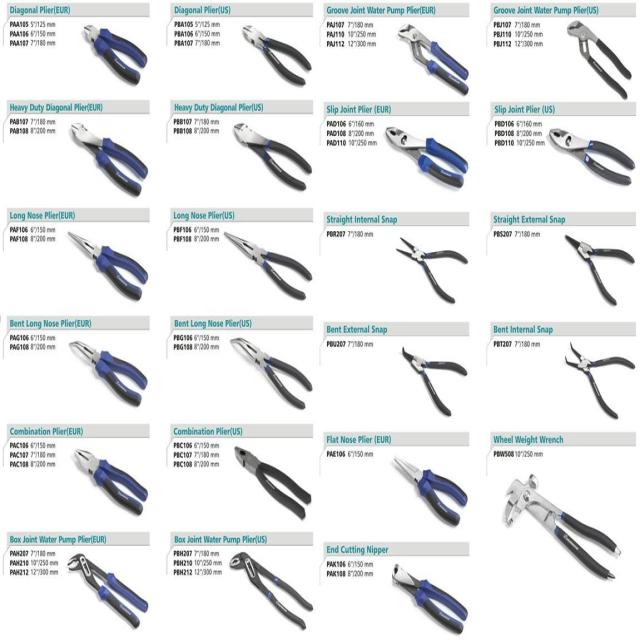 Diagonal Plier(EUR)
PAA105 5"/125 mm
PAA106 6"/150 mm
PAA107 7"/180 mm
Diagonal Plier(US)
PBA105 5"/125 mm
PBA106 6"/150 mm
PBA107 7"/180 mm
Groove Joint Water Pump Plier(EUR)
PAJ107 7"/180 mm
PAJ110 10"/250 mm
PAJ112 12"/300 mm
Groove Joint Water Pump Plier(US)
PBJ107 7"/180 mm
PBJ110 10"/250 mm
PBJ112 12"/300 mm
Heavy Duty Diagonal Plier(EUR)
PAB107 7"/180 mm
PAB108 8"/200 mm
Heavy Duty Diagonal Plier(US)
PBB107 7"/180 mm
PBB108 8"/200 mm
Slip Joint Plier (EUR)
PAD106 6"/160 mm
PAD108 8"/200 mm
PAD110 10"/250 mm
Slip Joint Plier (US)
PBD106 6"/160 mm
PBD108 8"/200 mm
PBD110 10"/250 mm
Long Nose Plier(EUR)
PAF106 6"/150 mm
PAF108 8"/200 mm
Long Nose Plier(US)
PBF106 6"/150 mm
PBF108 8"/200 mm
Straight Internal Snap
PBR207 7"/180 mm
Straight External Snap
PBS207 7"/180 mm
Bent Long Nose Plier(EUR)
PAG106 6"/150 mm
PAG108 8"/200 mm
Bent Long Nose Plier(US)
PBG106 6"/150 mm
PBG108 8"/200 mm
Bent External Snap
PBU207 7"/180 mm
Bent Internal Snap
PBT207 7"/180 mm
Combination Plier(EUR)
PAC106 6"/150 mm
PAC107 7"/180 mm
PAC108 8"/200 mm
Combination Plier(US)
PBC106 6"/150 mm
PBC107 7"/180 mm
PBC108 8"/200 mm
Flat Nose Plier (EUR)
PAE106 6"/150 mm
Wheel Weight Wrench
PBW508 10"/250 mm
Box Joint Water Pump Plier(EUR)
PAH207 7"/180 mm
PAH210 10"/250 mm
PAH212 12"/300 mm
Box Joint Water Pump Plier(US)
PBH207 7"/180 mm
PBH210 10"/250 mm
PBH212 12"/300 mm
End Cutting Nipper
PAK106 6"/150 mm
PAK108 8"/200 mm